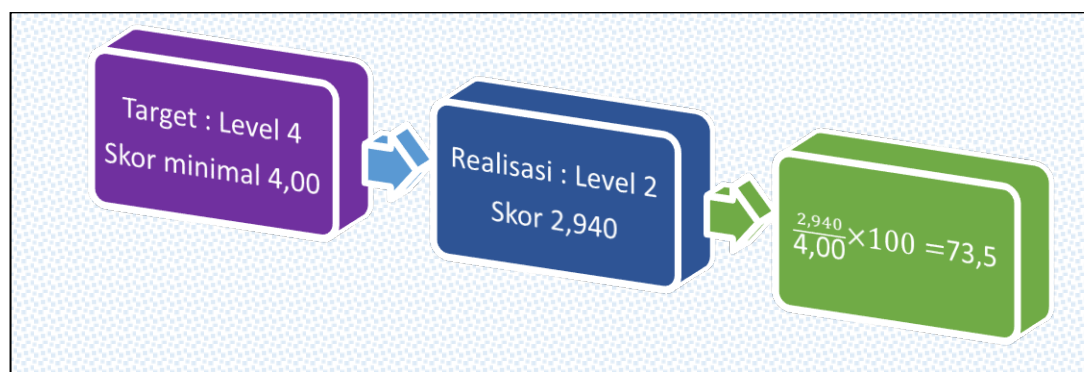 Target : Level 4
Skor minimal 4,00
Realisasi : Level 2
Skor 2,940
2,940/4,00×100 =73,5